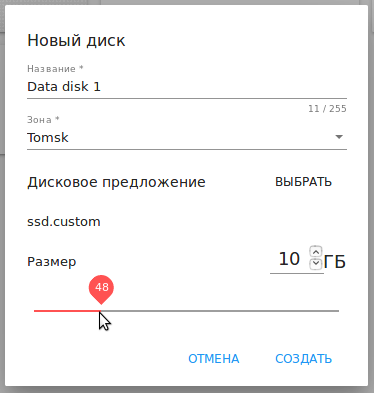 Новый диск
Название *
Data disk 1
11 / 255
Зона *
Tomsk
Дисковое предложение ВЫБРАТЬ
ssd.custom
Размер 10 ГБ
48
ОТМЕНА СОЗДАТЬ